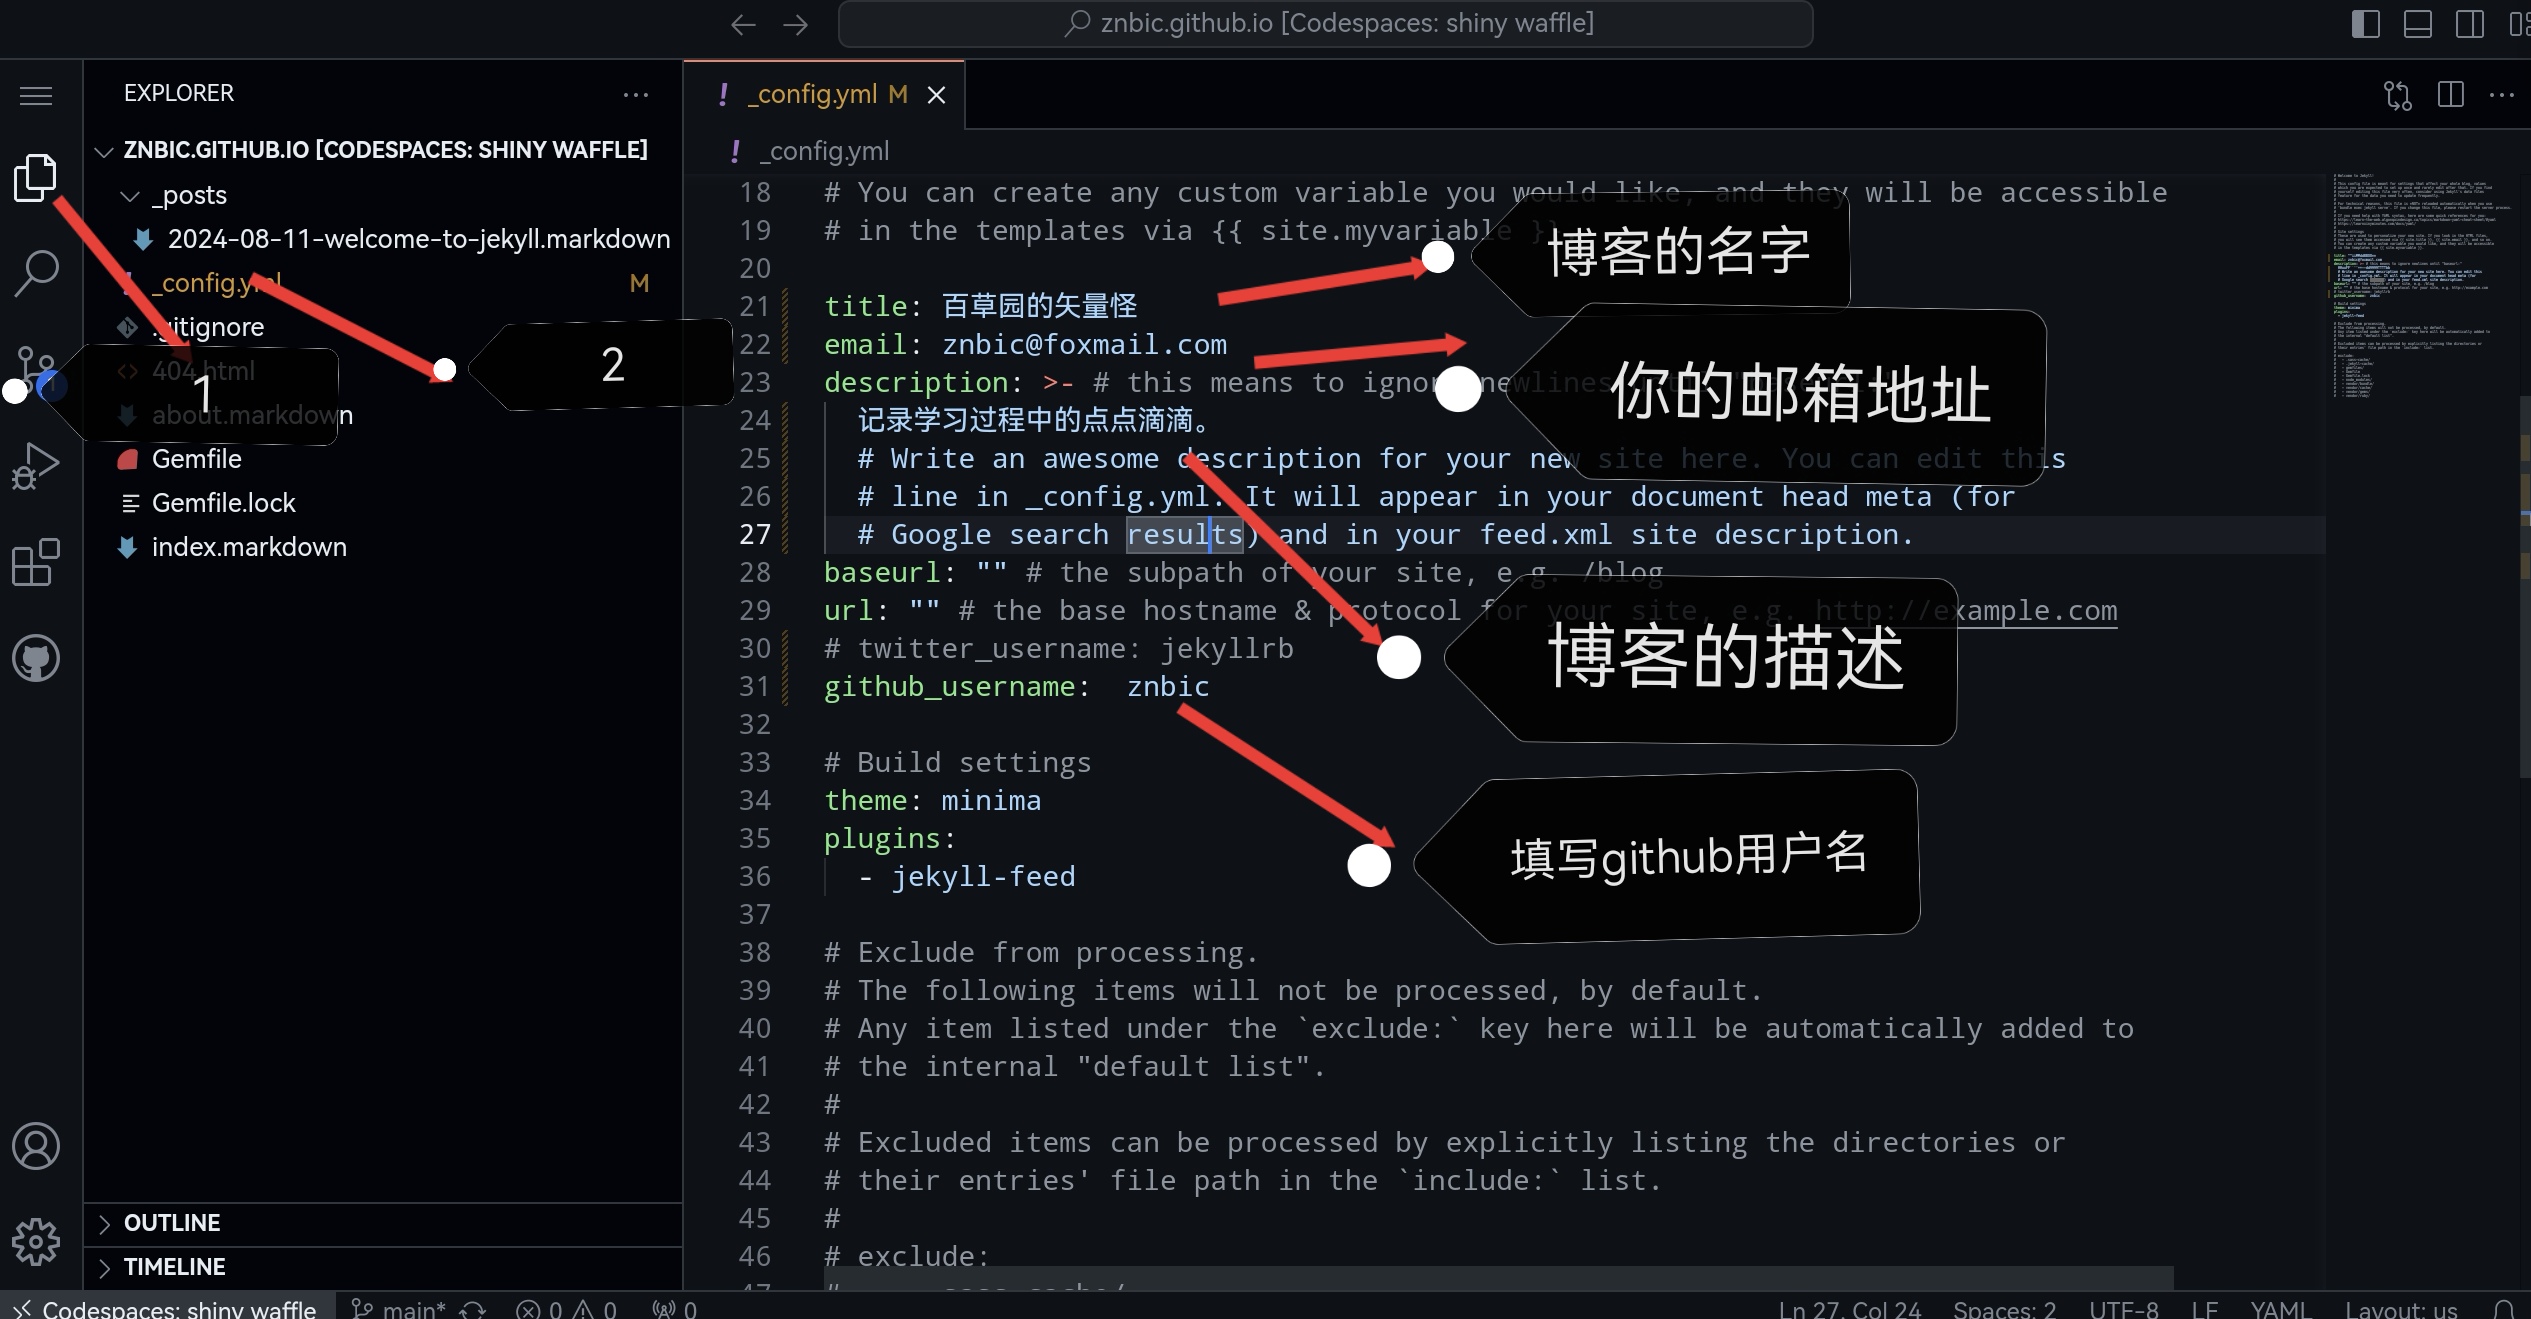 znbic.github.io [Codespaces: shiny waffle]
EXPLORER
ZNBIC.GITHUB.IO [CODESPACES: SHINY WAFFLE]
_posts
2024-08-11-welcome-to-jekyll.markdown
_config.yml M
.gitignore
404.html
about.markdown
Gemfile
Gemfile.lock
index.markdown
1
2
OUTLINE
TIMELINE
_config.yml M
_config.yml
18 # You can create any custom variable you would like, and they will be accessible
19 # in the templates via {{ site.myvariable }}
20
21 title: 百草园的矢量怪
22 email: znbic@foxmail.com
23 description: >- # this means to ignore newlines
24 记录学习过程中的点点滴滴。
25 # Write an awesome description for your new site here. You can edit this
26 # line in _config.yml. It will appear in your document head meta (for
27 # Google search results) and in your feed.xml site description.
28 baseurl: "" # the subpath of your site, e.g. /blog
29 url: "" # the base hostname & protocol for your site, e.g. http://example.com
30 # twitter_username: jekyllrb
31 github_username:  znbic
32
33 # Build settings
34 theme: minima
35 plugins:
36 - jekyll-feed
37
38 # Exclude from processing.
39 # The following items will not be processed, by default.
40 # Any item listed under the `exclude:` key here will be automatically added to
41 # the internal "default list".
42 #
43 # Excluded items can be processed by explicitly listing the directories or
44 # their entries' file path in the `include:` list.
45 #
46 # exclude:
博客的名字
你的邮箱地址
博客的描述
填写github用户名
Codespaces: shiny waffle main* 0 0 0 Ln 27, Col 24 Spaces: 2 UTF-8 LF YAML Layout: us